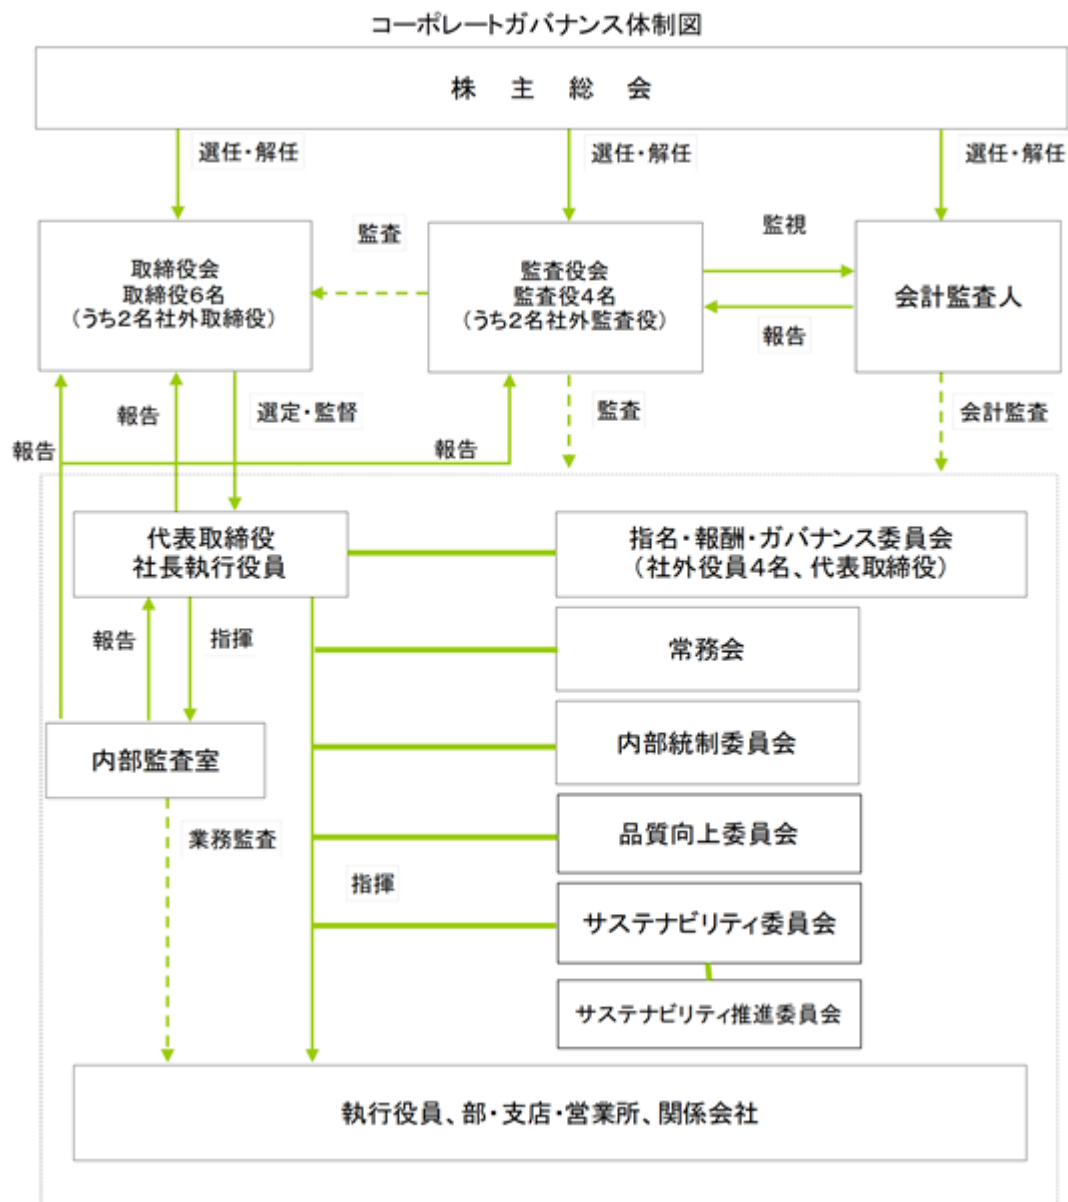 コーポレートガバナンス体制図
株 主 総 会
選任・解任
選任・解任
選任・解任
取締役会
取締役6名
(うち2名社外取締役)
監査
監査役会
監査役4名
(うち2名社外監査役)
監視
報告
会計監査人
報告
報告
選定・監督
報告
監査
会計監査
代表取締役
社長執行役員
指名・報酬・ガバナンス委員会
(社外役員4名、代表取締役)
報告
指揮
常務会
内部監査室
内部統制委員会
業務監査
品質向上委員会
指揮
サステナビリティ委員会
サステナビリティ推進委員会
執行役員、部・支店・営業所、関係会社